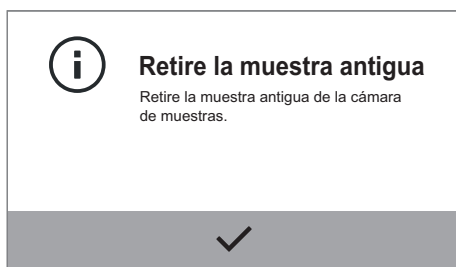 Retire la muestra antigua
Retire la muestra antigua de la cámara
de muestras.